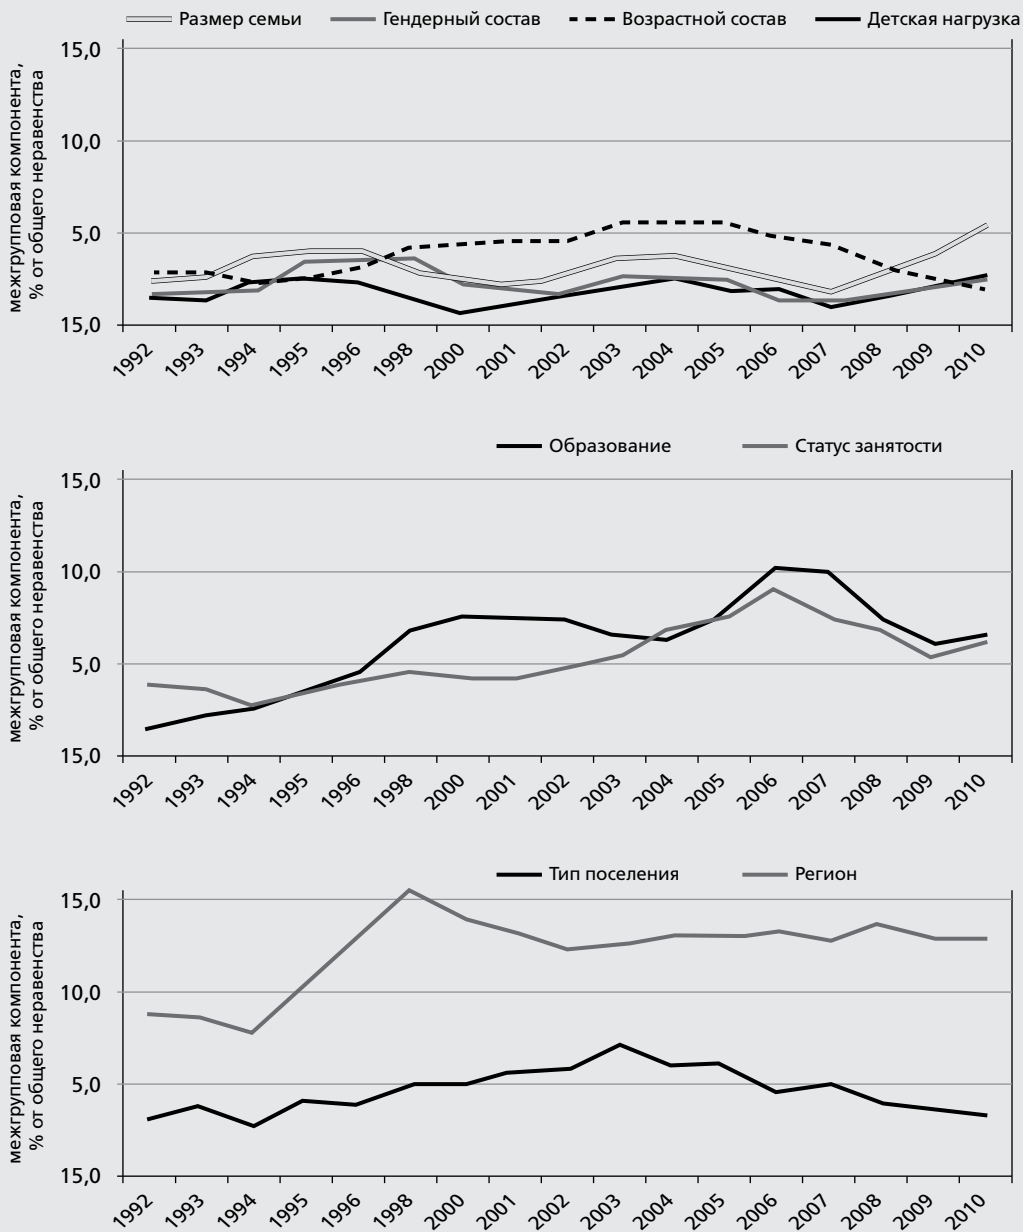 Размер семьи Гендерный состав Возрастной состав Детская нагрузка
межгрупповая компонента,
% от общего неравенства
15,0
10,0
5,0
15,0
1992 1993 1994 1995 1996 1998 2000 2001 2002 2003 2004 2005 2006 2007 2008 2009 2010
Образование Статус занятости
межгрупповая компонента,
% от общего неравенства
15,0
10,0
5,0
15,0
1992 1993 1994 1995 1996 1998 2000 2001 2002 2003 2004 2005 2006 2007 2008 2009 2010
Тип поселения Регион
межгрупповая компонента,
% от общего неравенства
15,0
10,0
5,0
15,0
1992 1993 1994 1995 1996 1998 2000 2001 2002 2003 2004 2005 2006 2007 2008 2009 2010